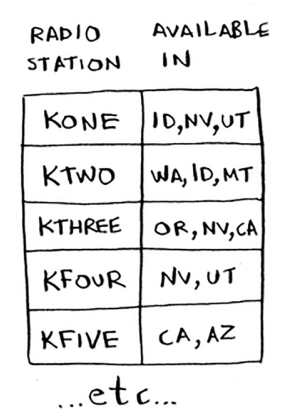 RADIO STATION AVAILABLE IN
KONE ID,NV,UT
KTWO WA,ID,MT
KTHREE OR,NV,CA
KFOUR NV,UT
KFIVE CA,AZ
...etc...